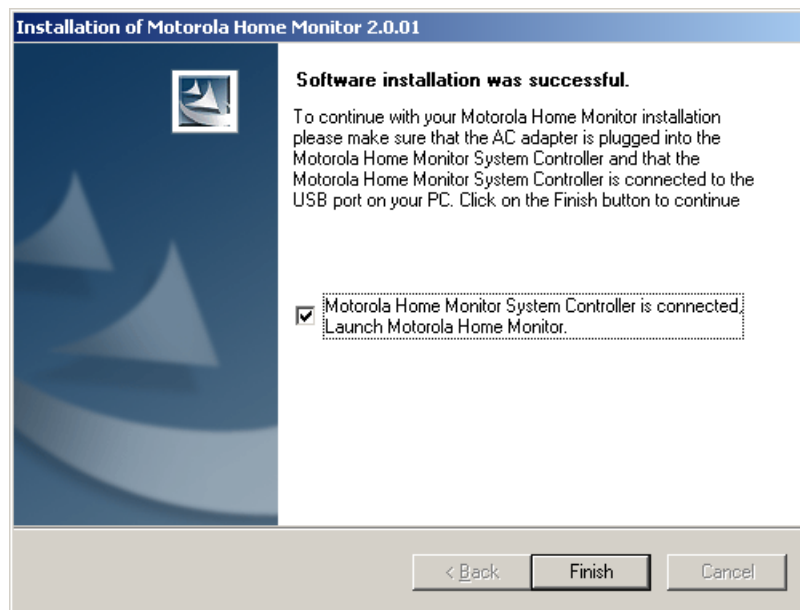 Installation of Motorola Home Monitor 2.0.01
Software installation was successful.
To continue with your Motorola Home Monitor installation
please make sure that the AC adapter is plugged into the
Motorola Home Monitor System Controller and that the
Motorola Home Monitor System Controller is connected to the
USB port on your PC. Click on the Finish button to continue
Motorola Home Monitor System Controller is connected,
Launch Motorola Home Monitor.
< Back
Finish
Cancel